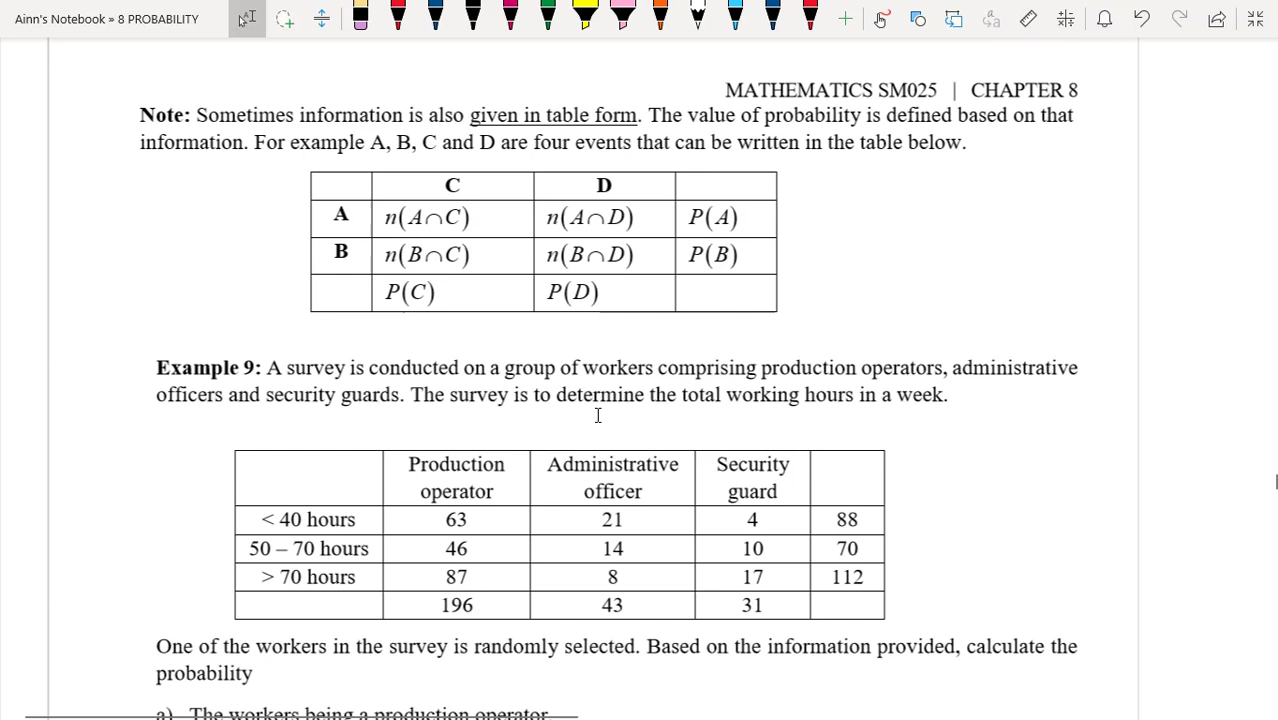 Ainn's Notebook » 8 PROBABILITY
MATHEMATICS SM025 | CHAPTER 8
Note: Sometimes information is also given in table form. The value of probability is defined based on that
information. For example A, B, C and D are four events that can be written in the table below.
C D
A n(A∩C) n(A∩D) P(A)
B n(B∩C) n(B∩D) P(B)
P(C) P(D)
Example 9: A survey is conducted on a group of workers comprising production operators, administrative
officers and security guards. The survey is to determine the total working hours in a week.
Production Administrative Security
operator officer guard
< 40 hours 63 21 4 88
50 – 70 hours 46 14 10 70
> 70 hours 87 8 17 112
196 43 31
One of the workers in the survey is randomly selected. Based on the information provided, calculate the
probability
a) The workers being a production operator.